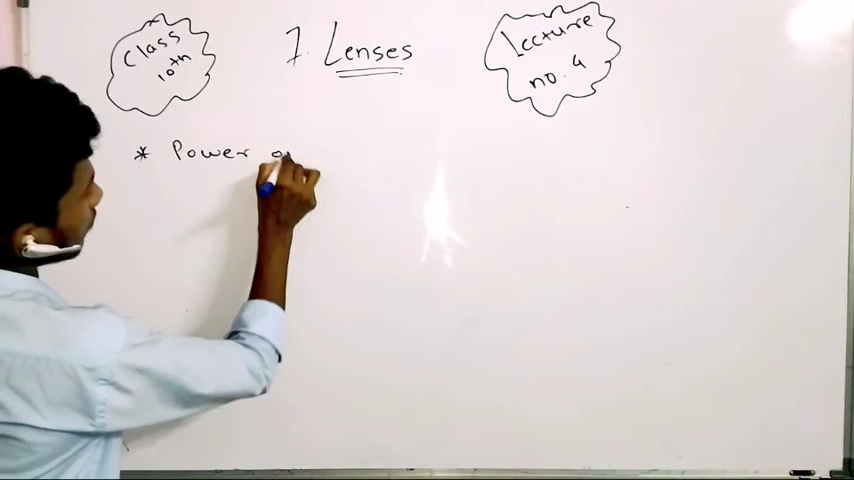 Class
10th
7. Lenses
Lecture
no. 4
* Power